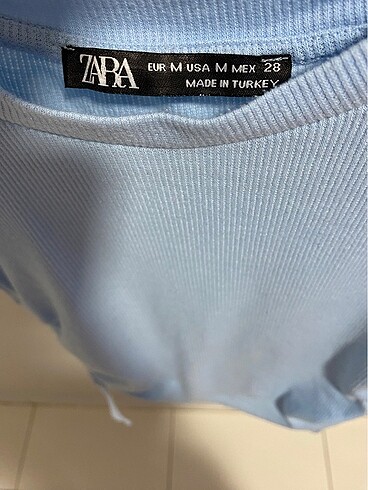 ZARA
EUR M USA M MEX 28
MADE IN TURKEY